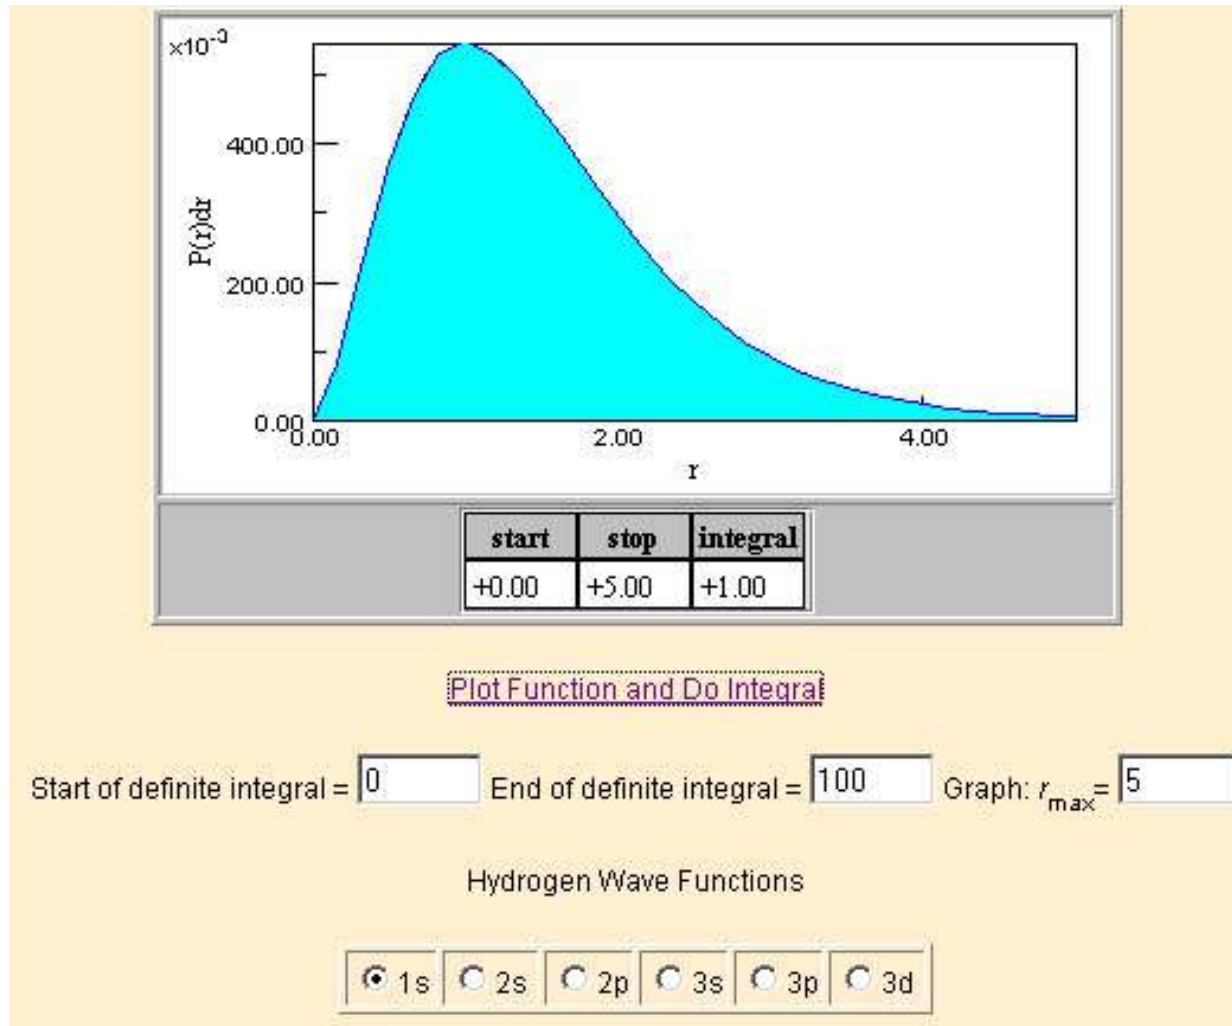 ×10⁻³
400.00
P(r)dr
200.00
0.00
0.00 2.00 4.00
r
start stop integral
+0.00 +5.00 +1.00
Plot Function and Do Integral
Start of definite integral = 0 End of definite integral = 100 Graph: rmax= 5
Hydrogen Wave Functions
1s 2s 2p 3s 3p 3d